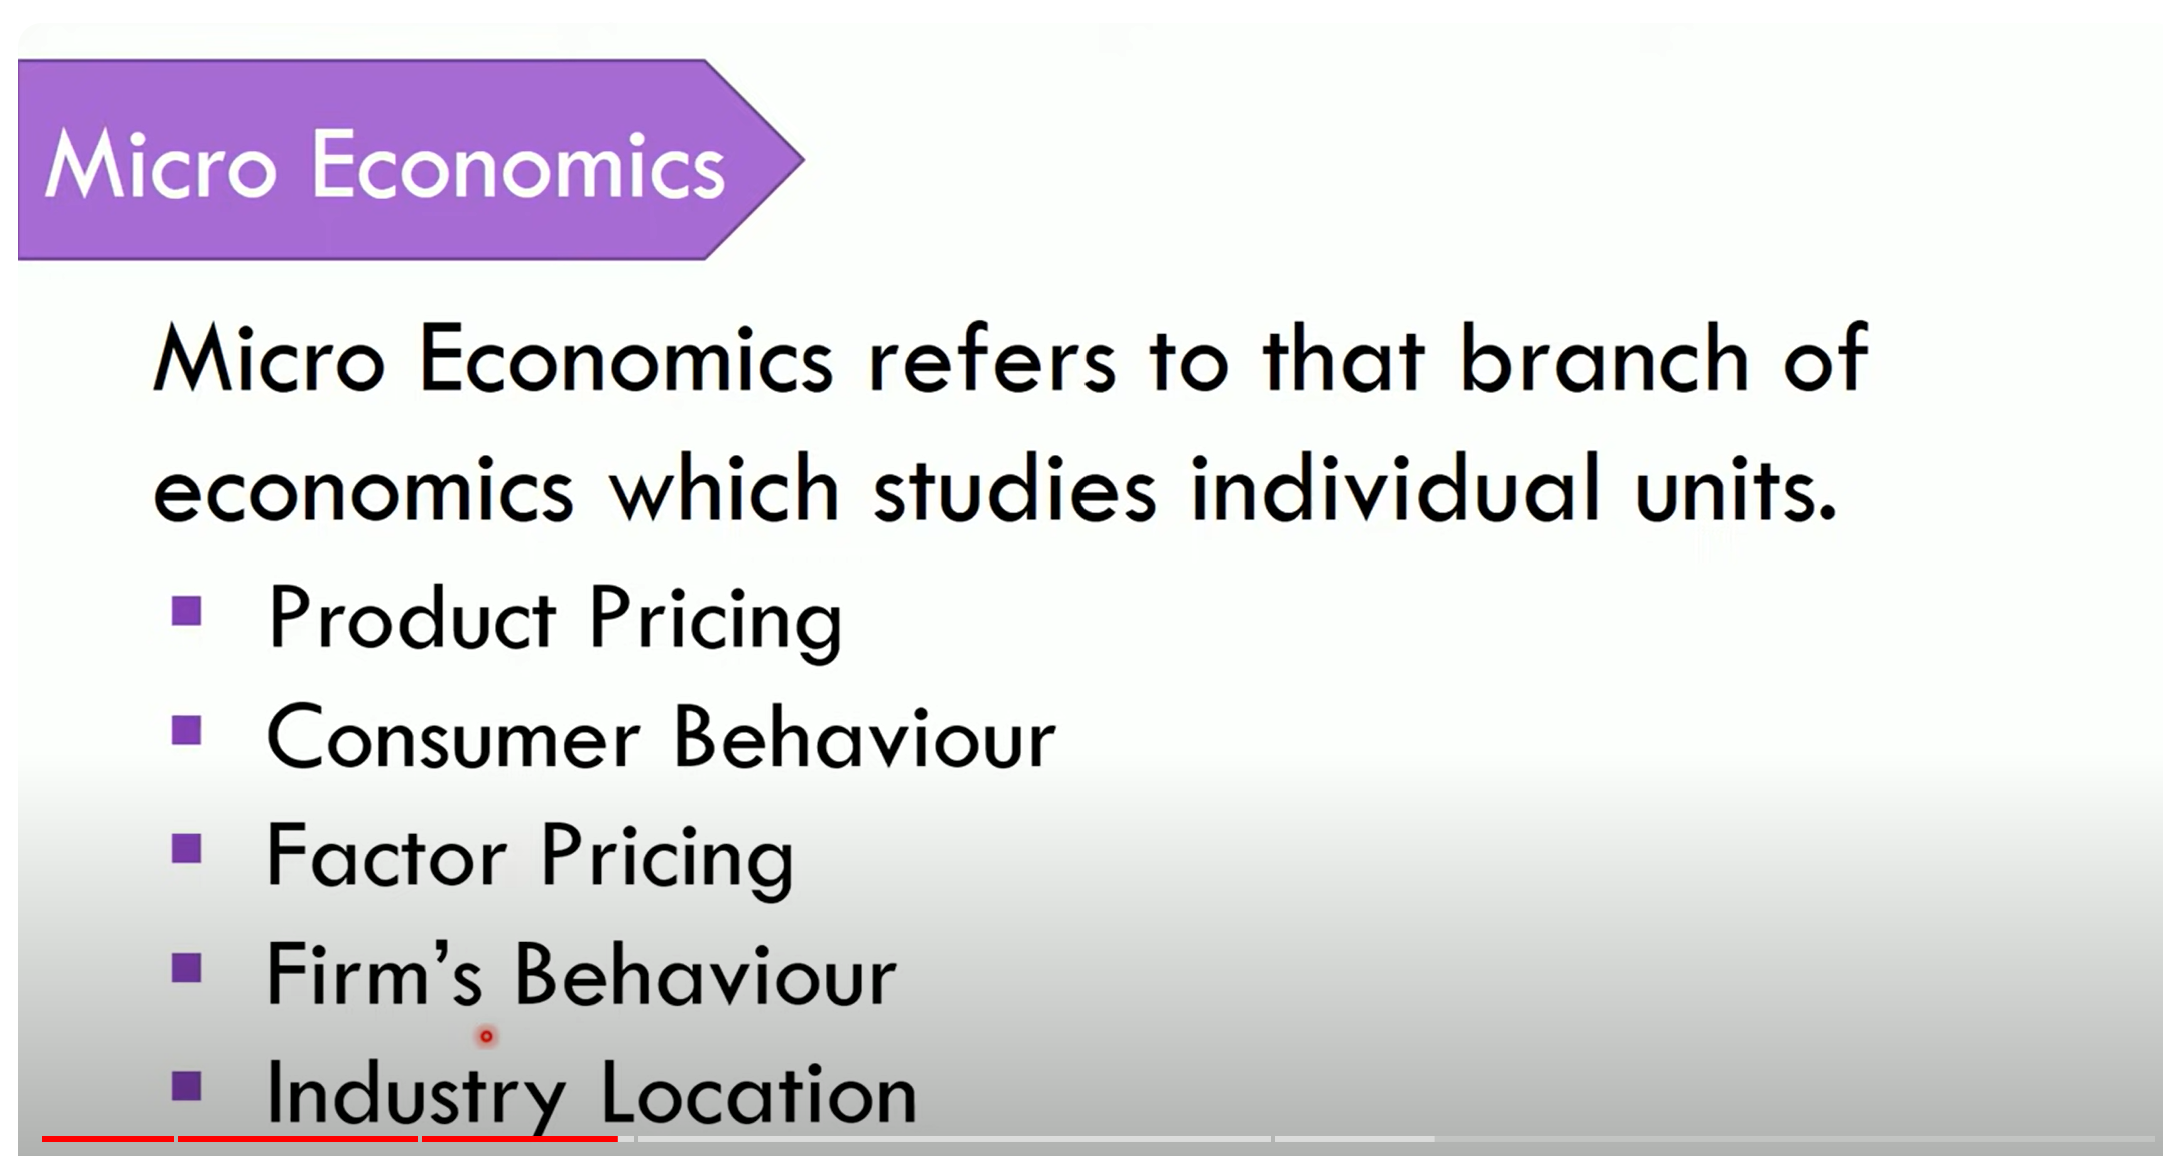 Micro Economics
Micro Economics refers to that branch of
economics which studies individual units.
▪ Product Pricing
▪ Consumer Behaviour
▪ Factor Pricing
▪ Firm’s Behaviour
▪ Industry Location